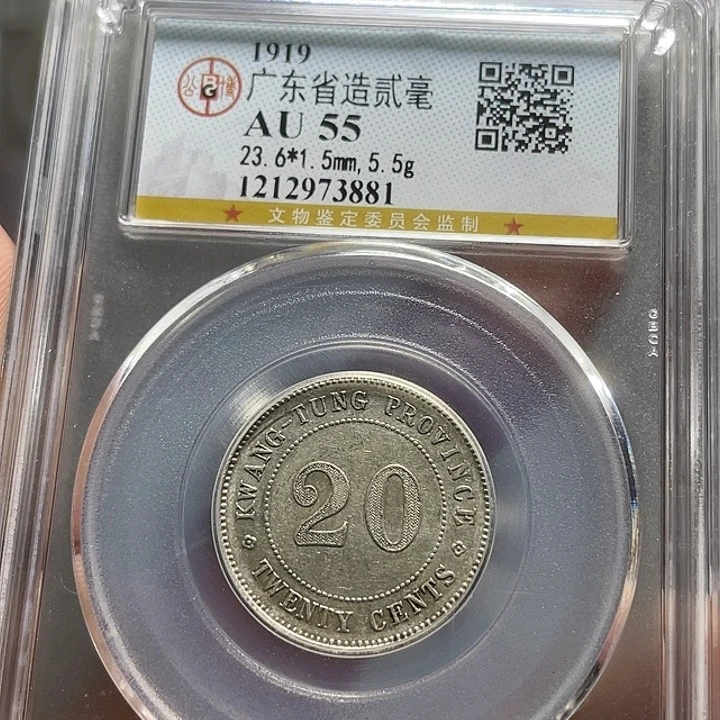 1919
广东省造贰毫
AU 55
23.6*1.5mm,5.5g
1212973881
文物鉴定委员会监制
GBCA
KWANG-TUNG PROVINCE
20
TWENTY CENTS